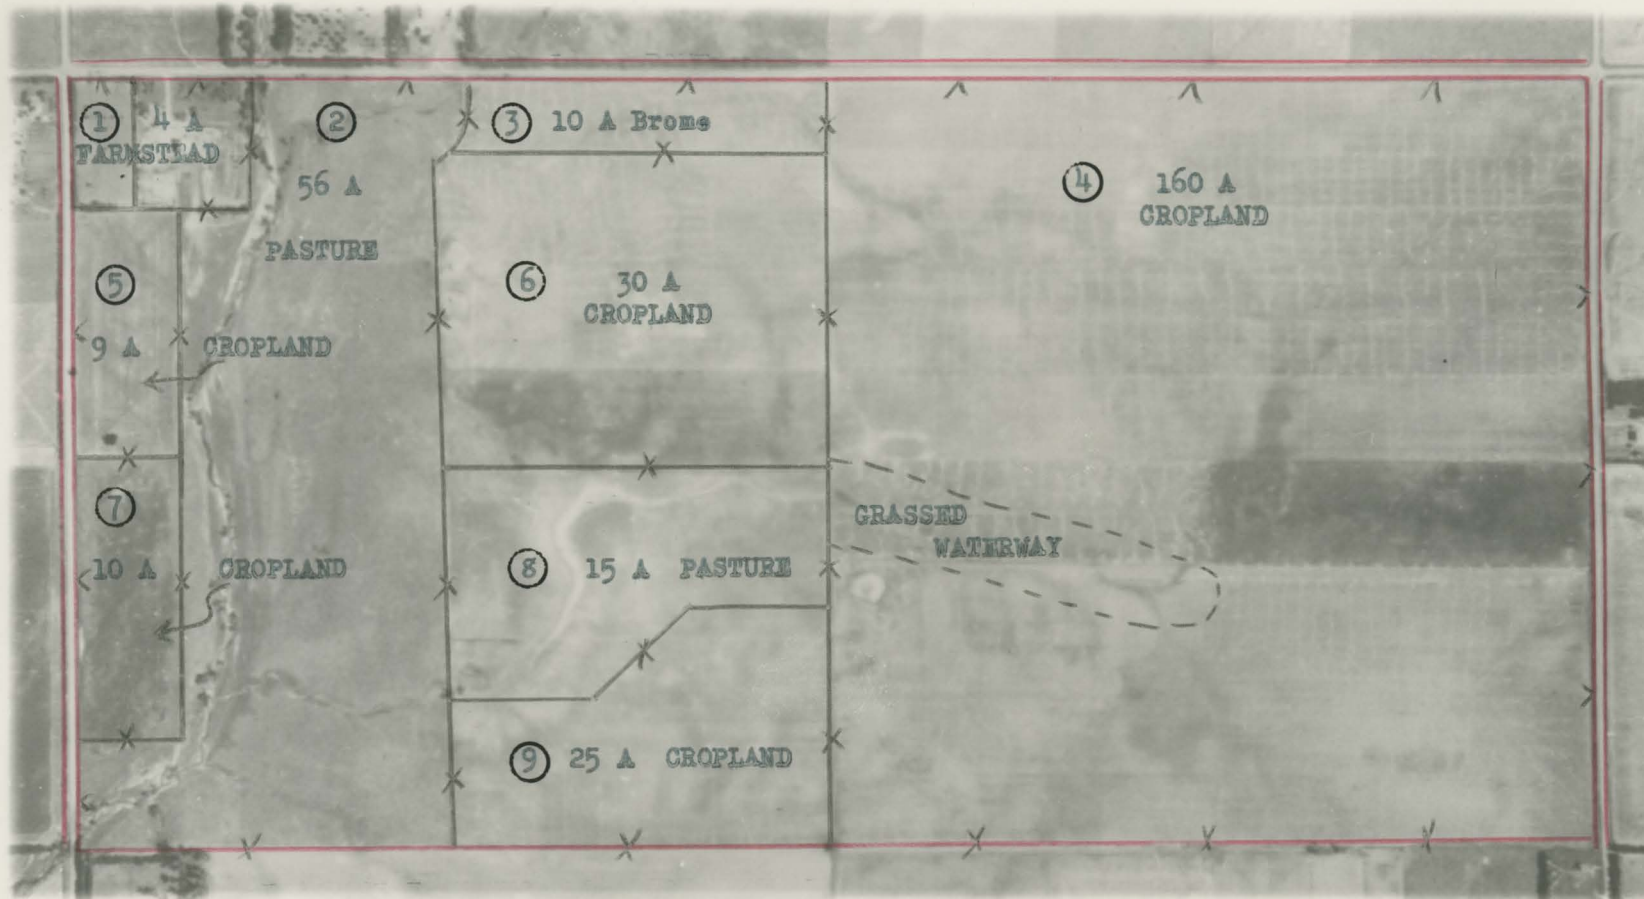 1 4 A
FARMSTEAD
2
56 A
PASTURE
3 10 A Brome
4 160 A
CROPLAND
5
9 A CROPLAND
6 30 A
CROPLAND
7
10 A CROPLAND
8 15 A PASTURE
GRASSED
WATERWAY
9 25 A CROPLAND